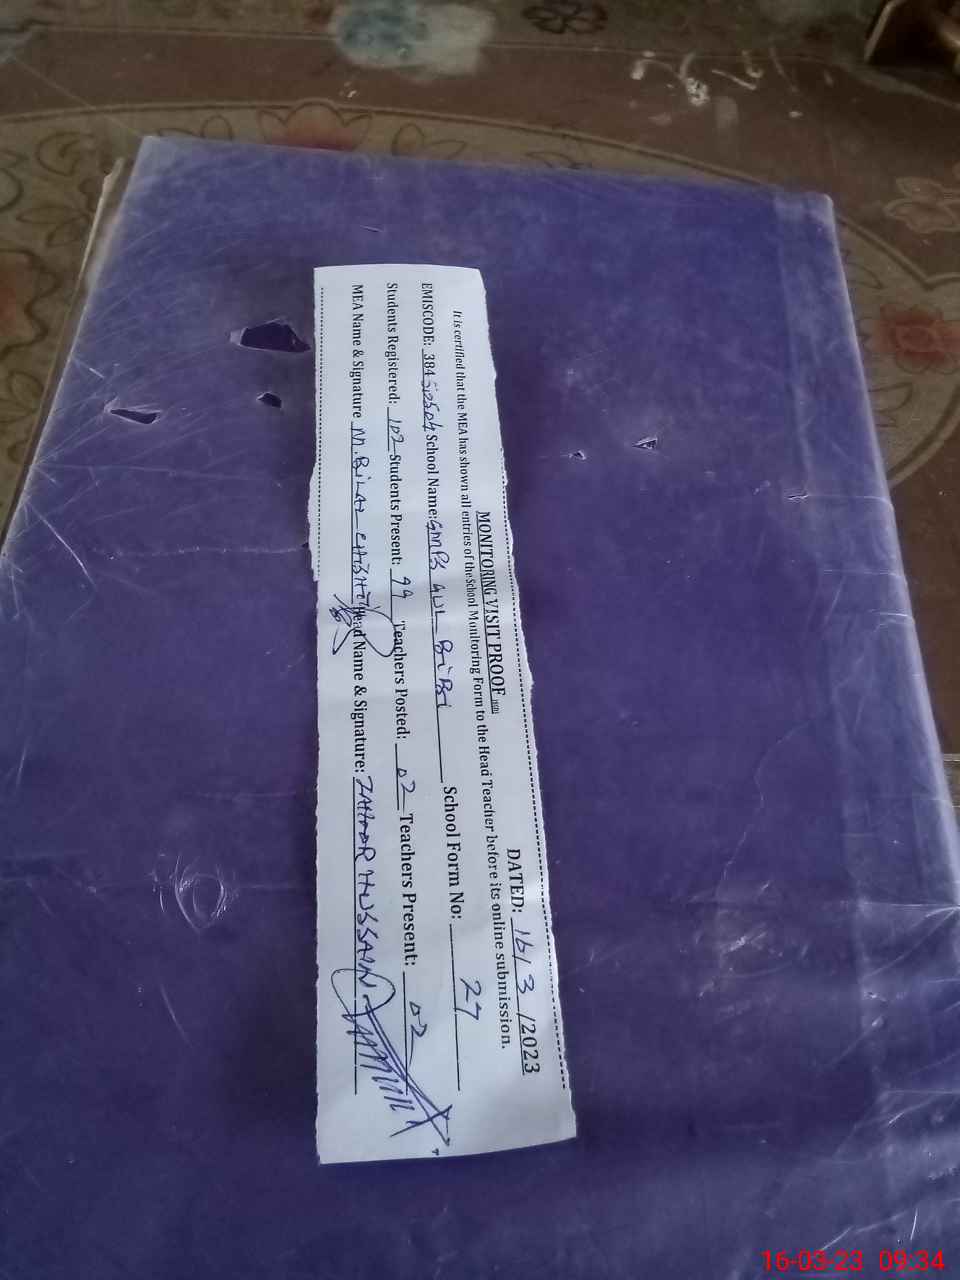 MONITORING VISIT PROOF
DATED: 16/3/2023
It is certified that the MEA has shown all entries of the School Monitoring Form to the Head Teacher before its online submission.
EMISCODE: 38450504 School Name: GMPS GUL BiBi School Form No: 27
Students Registered: 102 Students Present: 99 Teachers Posted: 02 Teachers Present: 02
MEA Name & Signature M.BiLAL CHISHTi Head Name & Signature: ZAHOOR HUSSAIN
16-03-23 09:34